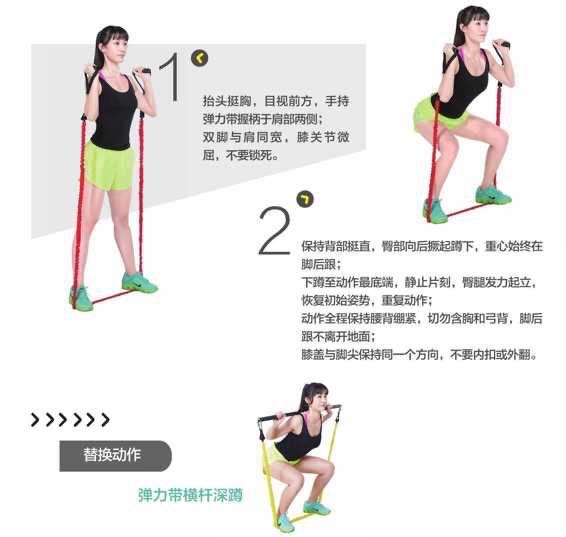 1
抬头挺胸，目视前方，手持
弹力带握柄于肩部两侧；
双脚与肩同宽，膝关节微
屈，不要锁死。
2
保持背部挺直，臀部向后撅起蹲下，重心始终在
脚后跟；
下蹲至动作最底端，静止片刻，臀腿发力起立，
恢复初始姿势，重复动作；
动作全程保持腰背绷紧，切勿含胸和弓背，脚后
跟不离开地面；
膝盖与脚尖保持同一个方向，不要内扣或外翻。
替换动作
弹力带横杆深蹲